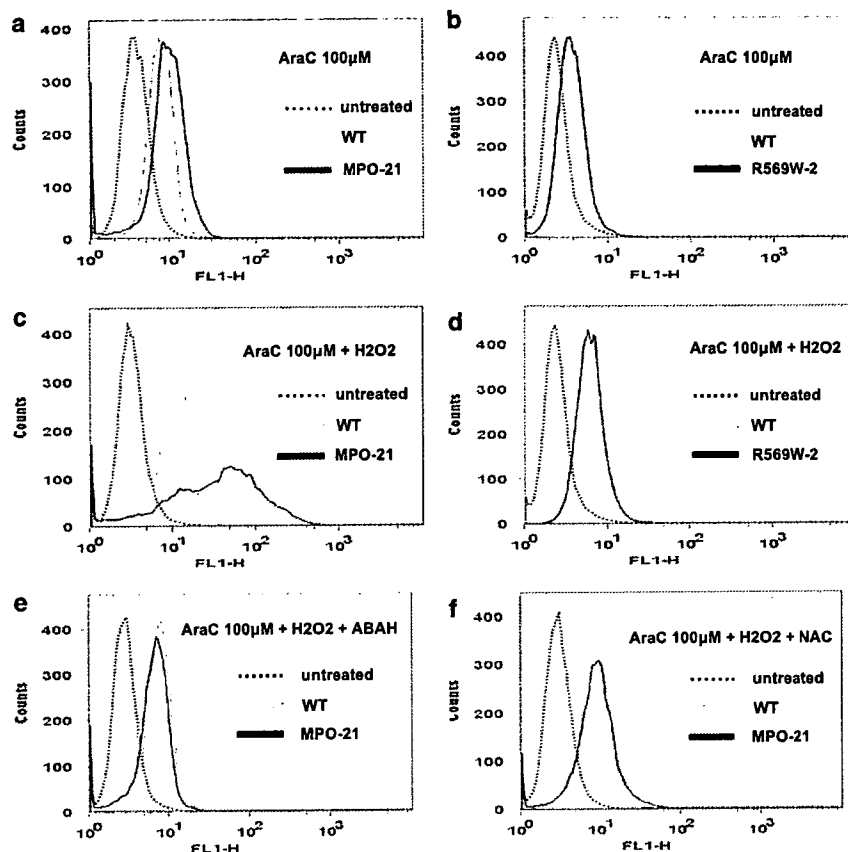 a
AraC 100µM
untreated
WT
MPO-21
Counts
400
300
200
100
0
10⁰ 10¹ 10² 10³
FL1-H
b
AraC 100µM
untreated
WT
R569W-2
Counts
400
300
200
100
0
10⁰ 10¹ 10² 10³
FL1-H
c
AraC 100µM + H2O2
untreated
WT
MPO-21
Counts
400
300
200
100
0
10⁰ 10¹ 10² 10³
FL1-H
d
AraC 100µM + H2O2
untreated
WT
R569W-2
Counts
400
300
200
100
0
10⁰ 10¹ 10² 10³
FL1-H
e
AraC 100µM + H2O2 + ABAH
untreated
WT
MPO-21
Counts
400
300
200
100
0
10⁰ 10¹ 10² 10³
FL1-H
f
AraC 100µM + H2O2 + NAC
untreated
WT
MPO-21
Counts
400
300
200
100
0
10⁰ 10¹ 10² 10³
FL1-H